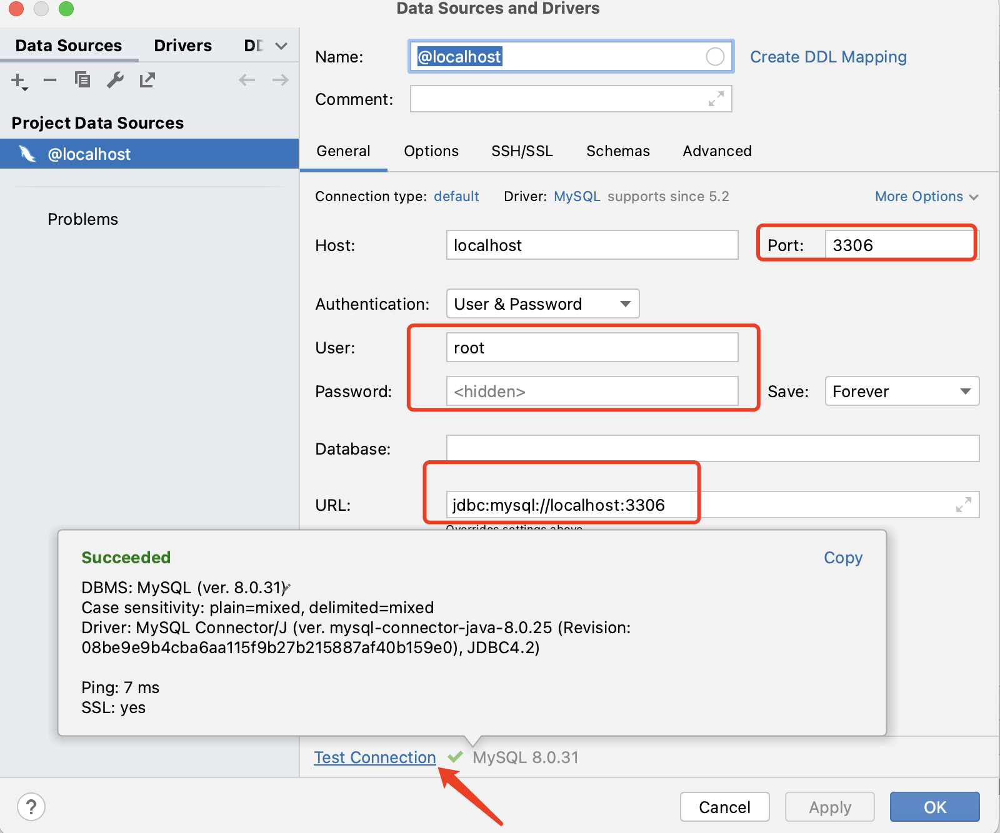 Data Sources and Drivers
Data Sources Drivers DD
Name: @localhost Create DDL Mapping
Comment:
Project Data Sources
@localhost
Problems
General Options SSH/SSL Schemas Advanced
Connection type: default Driver: MySQL supports since 5.2 More Options
Host: localhost Port: 3306
Authentication: User & Password
User: root
Password: <hidden> Save: Forever
Database:
URL: jdbc:mysql://localhost:3306
Overrides settings above
Succeeded Copy
DBMS: MySQL (ver. 8.0.31)
Case sensitivity: plain=mixed, delimited=mixed
Driver: MySQL Connector/J (ver. mysql-connector-java-8.0.25 (Revision:
08be9e9b4cba6aa115f9b27b215887af40b159e0), JDBC4.2)
Ping: 7 ms
SSL: yes
Test Connection MySQL 8.0.31
? Cancel Apply OK